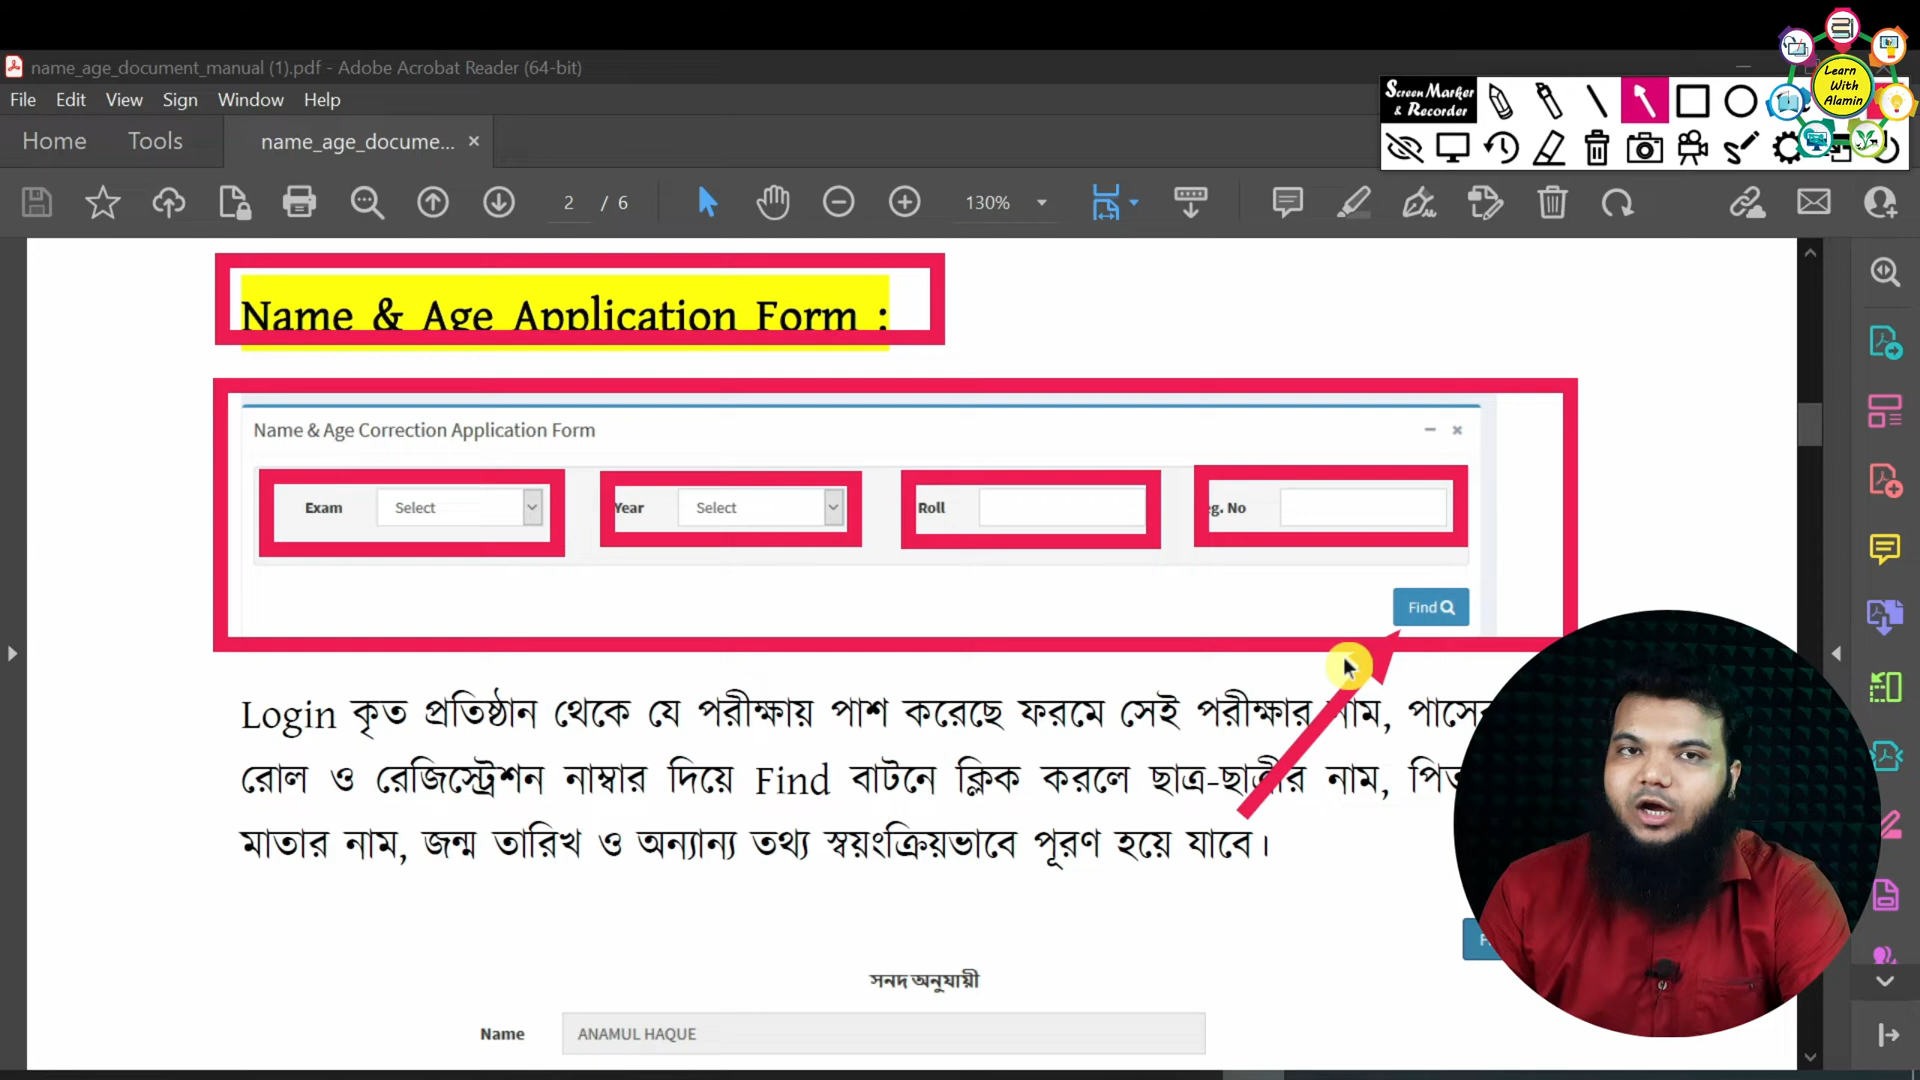 name_age_document_manual (1).pdf - Adobe Acrobat Reader (64-bit)
File Edit View Sign Window Help
Home Tools name_age_docume... ×
Screen Marker & Recorder
Learn With Alamin
2 / 6 130%
Name & Age Application Form :
Name & Age Correction Application Form
Exam Select Year Select Roll eg. No
Find
Login কৃত প্রতিষ্ঠান থেকে যে পরীক্ষায় পাশ করেছে ফরমে সেই পরীক্ষার নাম, পাসের
রোল ও রেজিস্ট্রেশন নাম্বার দিয়ে Find বাটনে ক্লিক করলে ছাত্র-ছাত্রীর নাম,
মাতার নাম, জন্ম তারিখ ও অন্যান্য তথ্য স্বয়ংক্রিয়ভাবে পূরণ হয়ে যাবে।
সনদ অনুযায়ী
Name ANAMUL HAQUE